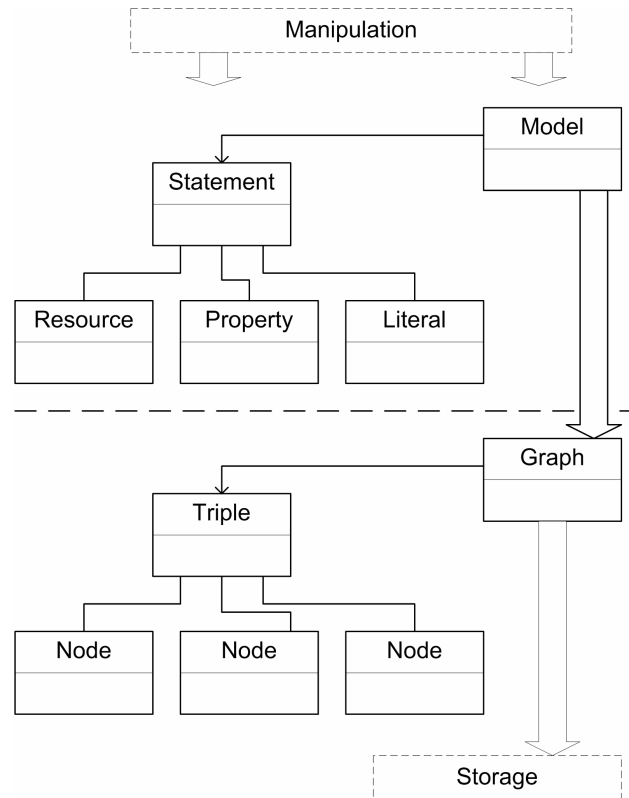 Manipulation
Model
Statement
Resource
Property
Literal
Graph
Triple
Node
Node
Node
Storage